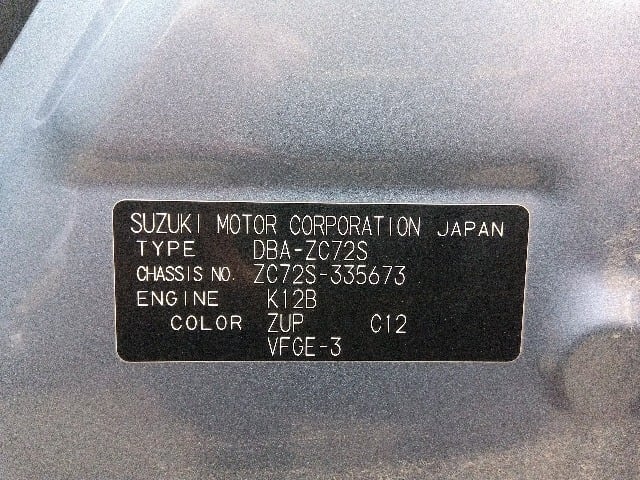 SUZUKI MOTOR CORPORATION JAPAN
TYPE DBA-ZC72S
CHASSIS NO. ZC72S-335673
ENGINE K12B
COLOR ZUP C12
VFGE-3